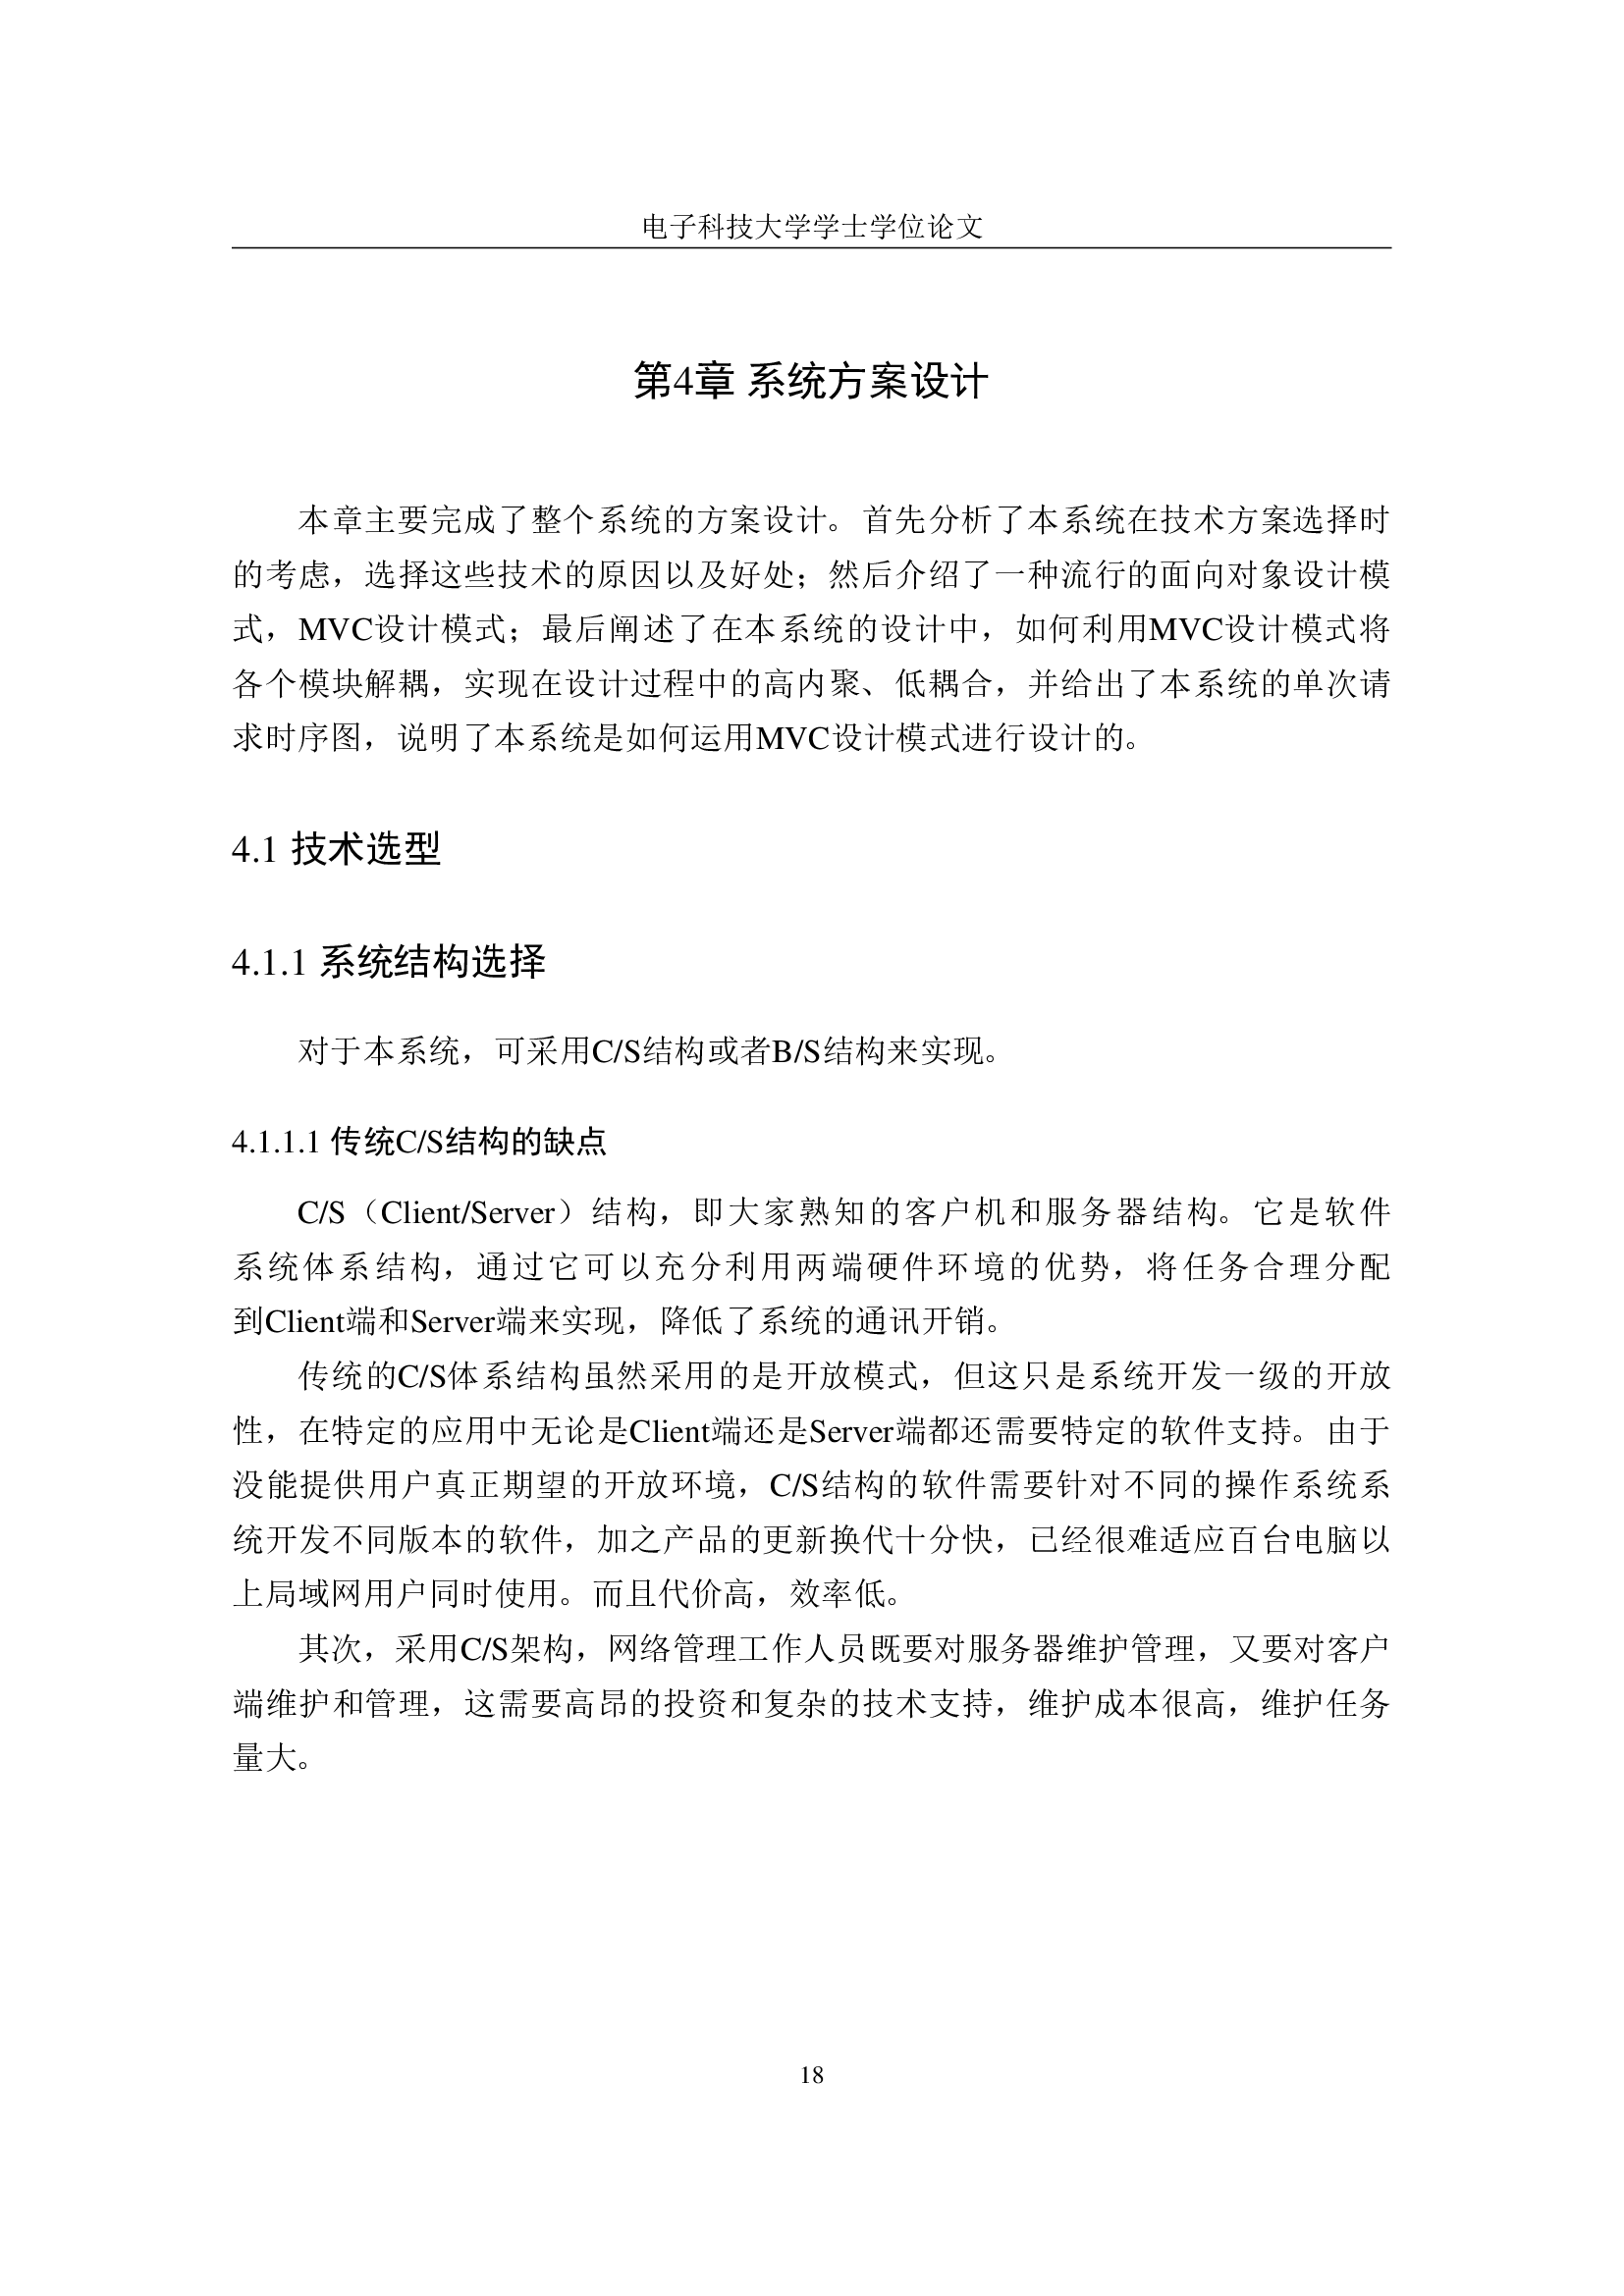 电子科技大学学士学位论文
第4章 系统方案设计
本章主要完成了整个系统的方案设计。首先分析了本系统在技术方案选择时
的考虑，选择这些技术的原因以及好处；然后介绍了一种流行的面向对象设计模
式，MVC设计模式；最后阐述了在本系统的设计中，如何利用MVC设计模式将
各个模块解耦，实现在设计过程中的高内聚、低耦合，并给出了本系统的单次请
求时序图，说明了本系统是如何运用MVC设计模式进行设计的。
4.1 技术选型
4.1.1 系统结构选择
对于本系统，可采用C/S结构或者B/S结构来实现。
4.1.1.1 传统C/S结构的缺点
C/S（Client/Server）结构，即大家熟知的客户机和服务器结构。它是软件
系统体系结构，通过它可以充分利用两端硬件环境的优势，将任务合理分配
到Client端和Server端来实现，降低了系统的通讯开销。
传统的C/S体系结构虽然采用的是开放模式，但这只是系统开发一级的开放
性，在特定的应用中无论是Client端还是Server端都还需要特定的软件支持。由于
没能提供用户真正期望的开放环境，C/S结构的软件需要针对不同的操作系统系
统开发不同版本的软件，加之产品的更新换代十分快，已经很难适应百台电脑以
上局域网用户同时使用。而且代价高，效率低。
其次，采用C/S架构，网络管理工作人员既要对服务器维护管理，又要对客户
端维护和管理，这需要高昂的投资和复杂的技术支持，维护成本很高，维护任务
量大。
18